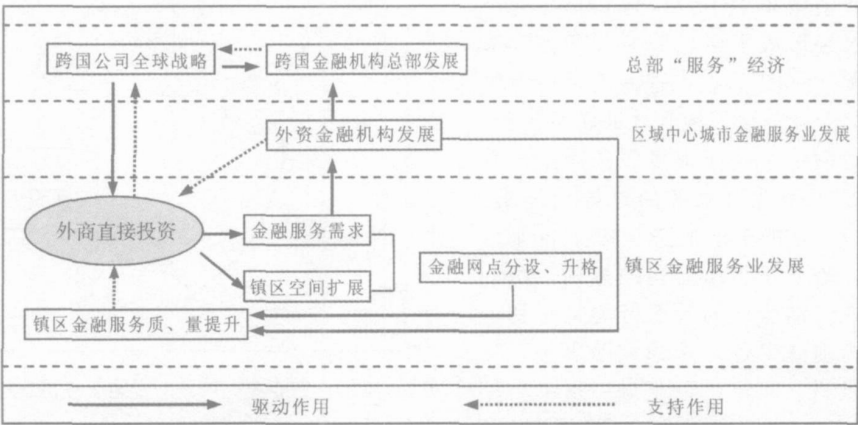 跨国公司全球战略
跨国金融机构总部发展
总部“服务”经济
外资金融机构发展
区域中心城市金融服务业发展
外商直接投资
金融服务需求
金融网点分设、升格
镇区金融服务业发展
镇区空间扩展
镇区金融服务质、量提升
驱动作用
支持作用